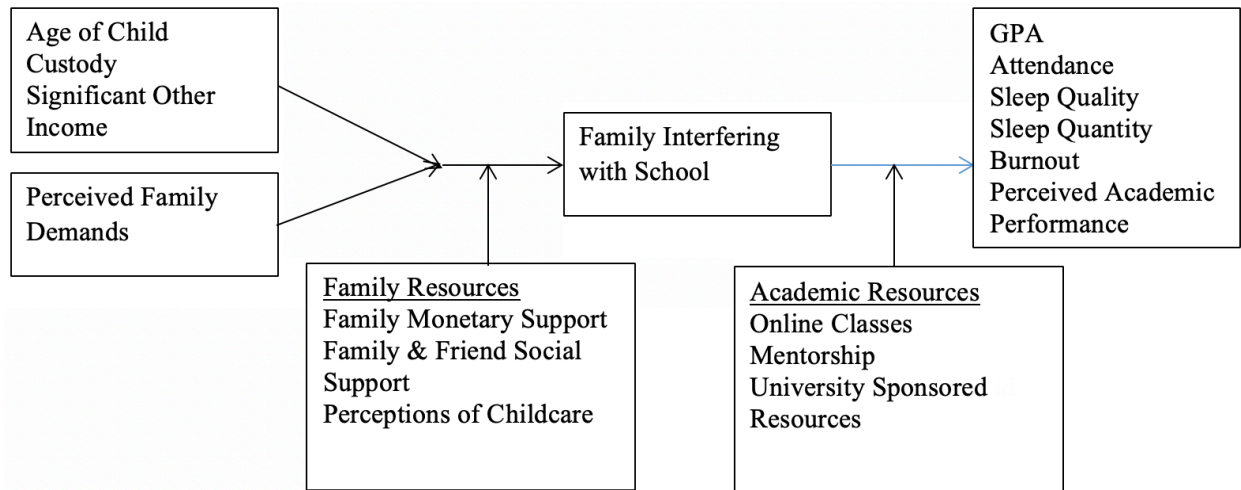 Age of Child
Custody
Significant Other
Income
Perceived Family
Demands
Family Resources
Family Monetary Support
Family & Friend Social
Support
Perceptions of Childcare
Family Interfering
with School
Academic Resources
Online Classes
Mentorship
University Sponsored
Resources
GPA
Attendance
Sleep Quality
Sleep Quantity
Burnout
Perceived Academic
Performance